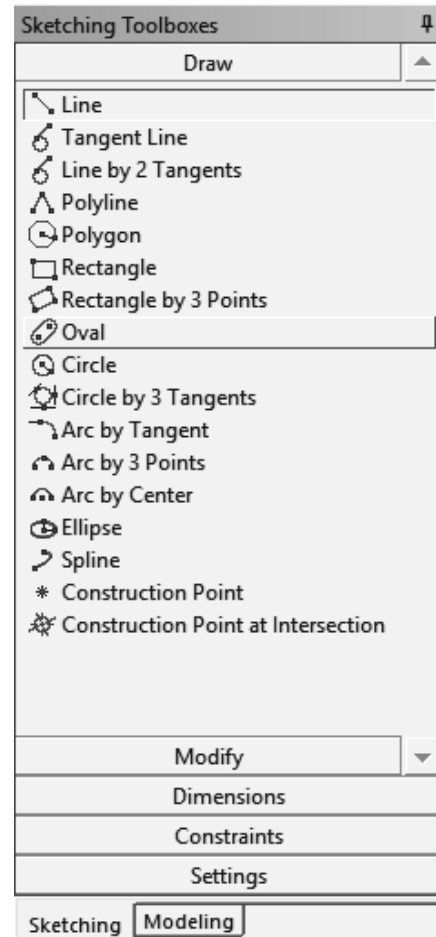 Sketching Toolboxes
Draw
Line
Tangent Line
Line by 2 Tangents
Polyline
Polygon
Rectangle
Rectangle by 3 Points
Oval
Circle
Circle by 3 Tangents
Arc by Tangent
Arc by 3 Points
Arc by Center
Ellipse
Spline
Construction Point
Construction Point at Intersection
Modify
Dimensions
Constraints
Settings
Sketching Modeling